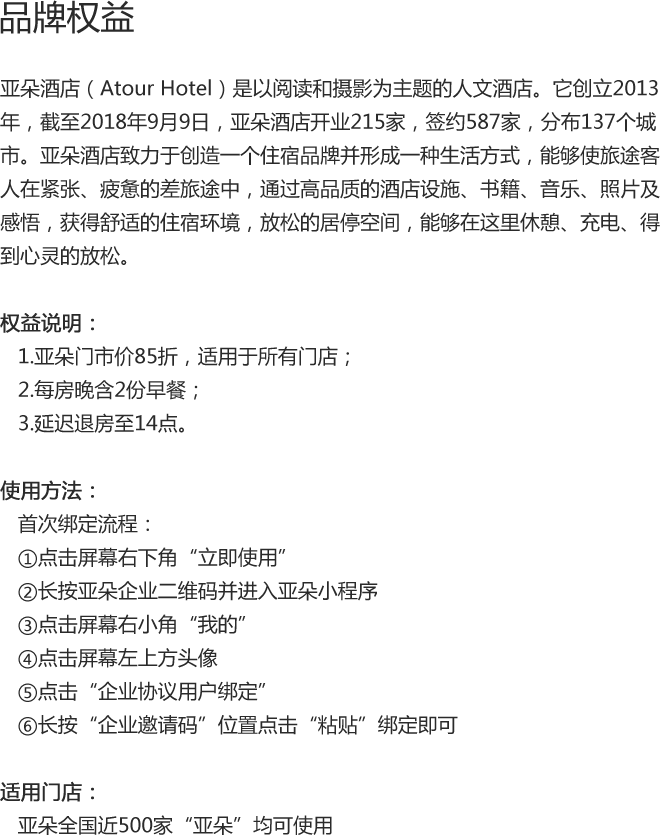 品牌权益
亚朵酒店（Atour Hotel）是以阅读和摄影为主题的人文酒店。它创立2013
年，截至2018年9月9日，亚朵酒店开业215家，签约587家，分布137个城
市。亚朵酒店致力于创造一个住宿品牌并形成一种生活方式，能够使旅途客
人在紧张、疲惫的差旅途中，通过高品质的酒店设施、书籍、音乐、照片及
感悟，获得舒适的住宿环境，放松的居停空间，能够在这里休憩、充电、得
到心灵的放松。
权益说明：
1.亚朵门市价85折，适用于所有门店；
2.每房晚含2份早餐；
3.延迟退房至14点。
使用方法：
首次绑定流程：
①点击屏幕右下角“立即使用”
②长按亚朵企业二维码并进入亚朵小程序
③点击屏幕右小角“我的”
④点击屏幕左上方头像
⑤点击“企业协议用户绑定”
⑥长按“企业邀请码”位置点击“粘贴”绑定即可
适用门店：
亚朵全国近500家“亚朵”均可使用